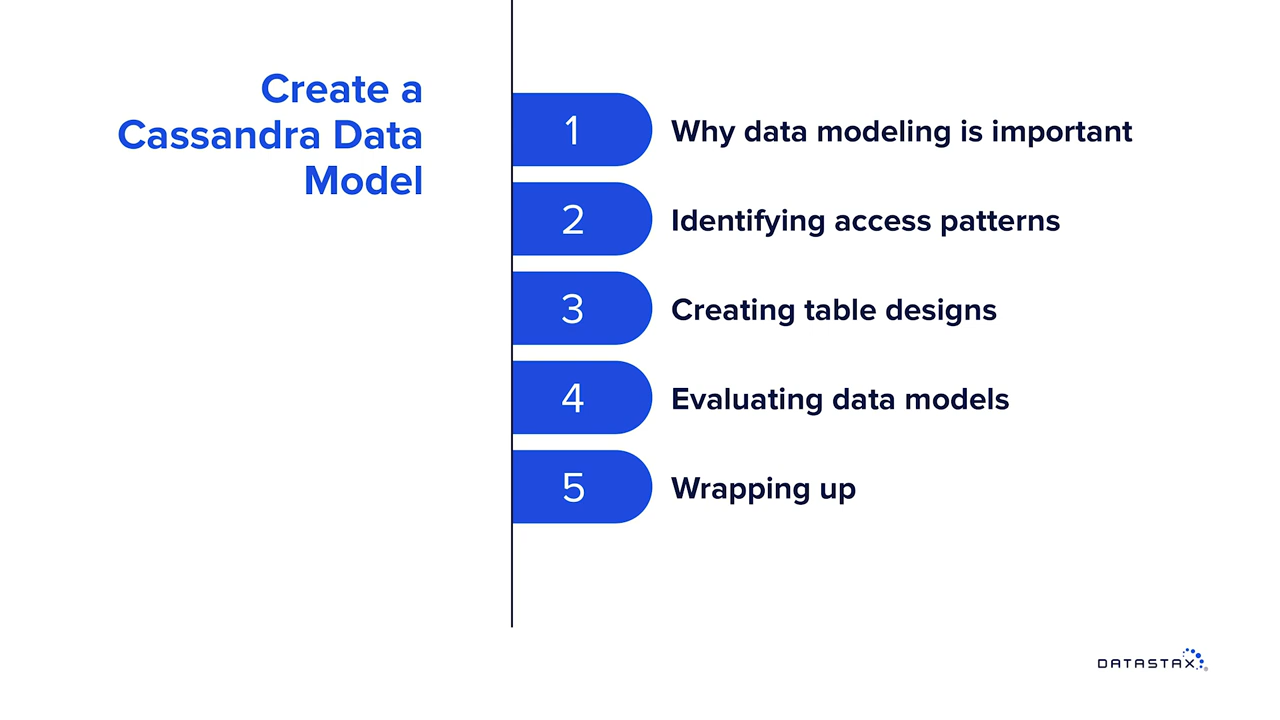 Create a
Cassandra Data
Model
1
Why data modeling is important
2
Identifying access patterns
3
Creating table designs
4
Evaluating data models
5
Wrapping up
DATASTAX